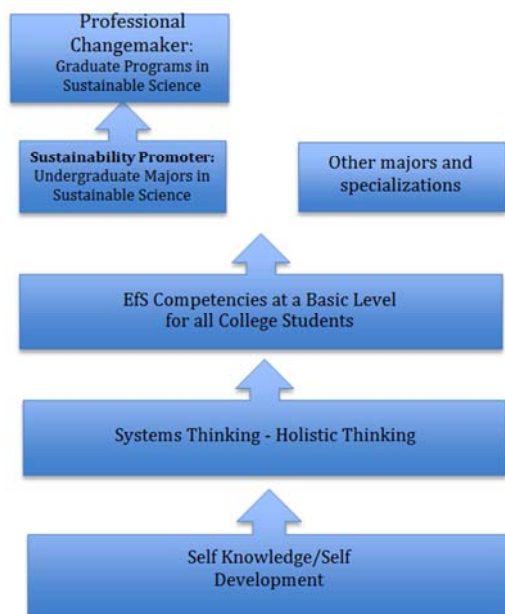 Professional
Changemaker:
Graduate Programs in
Sustainable Science
Sustainability Promoter:
Undergraduate Majors in
Sustainable Science
Other majors and
specializations
EfS Competencies at a Basic Level
for all College Students
Systems Thinking - Holistic Thinking
Self Knowledge/Self
Development